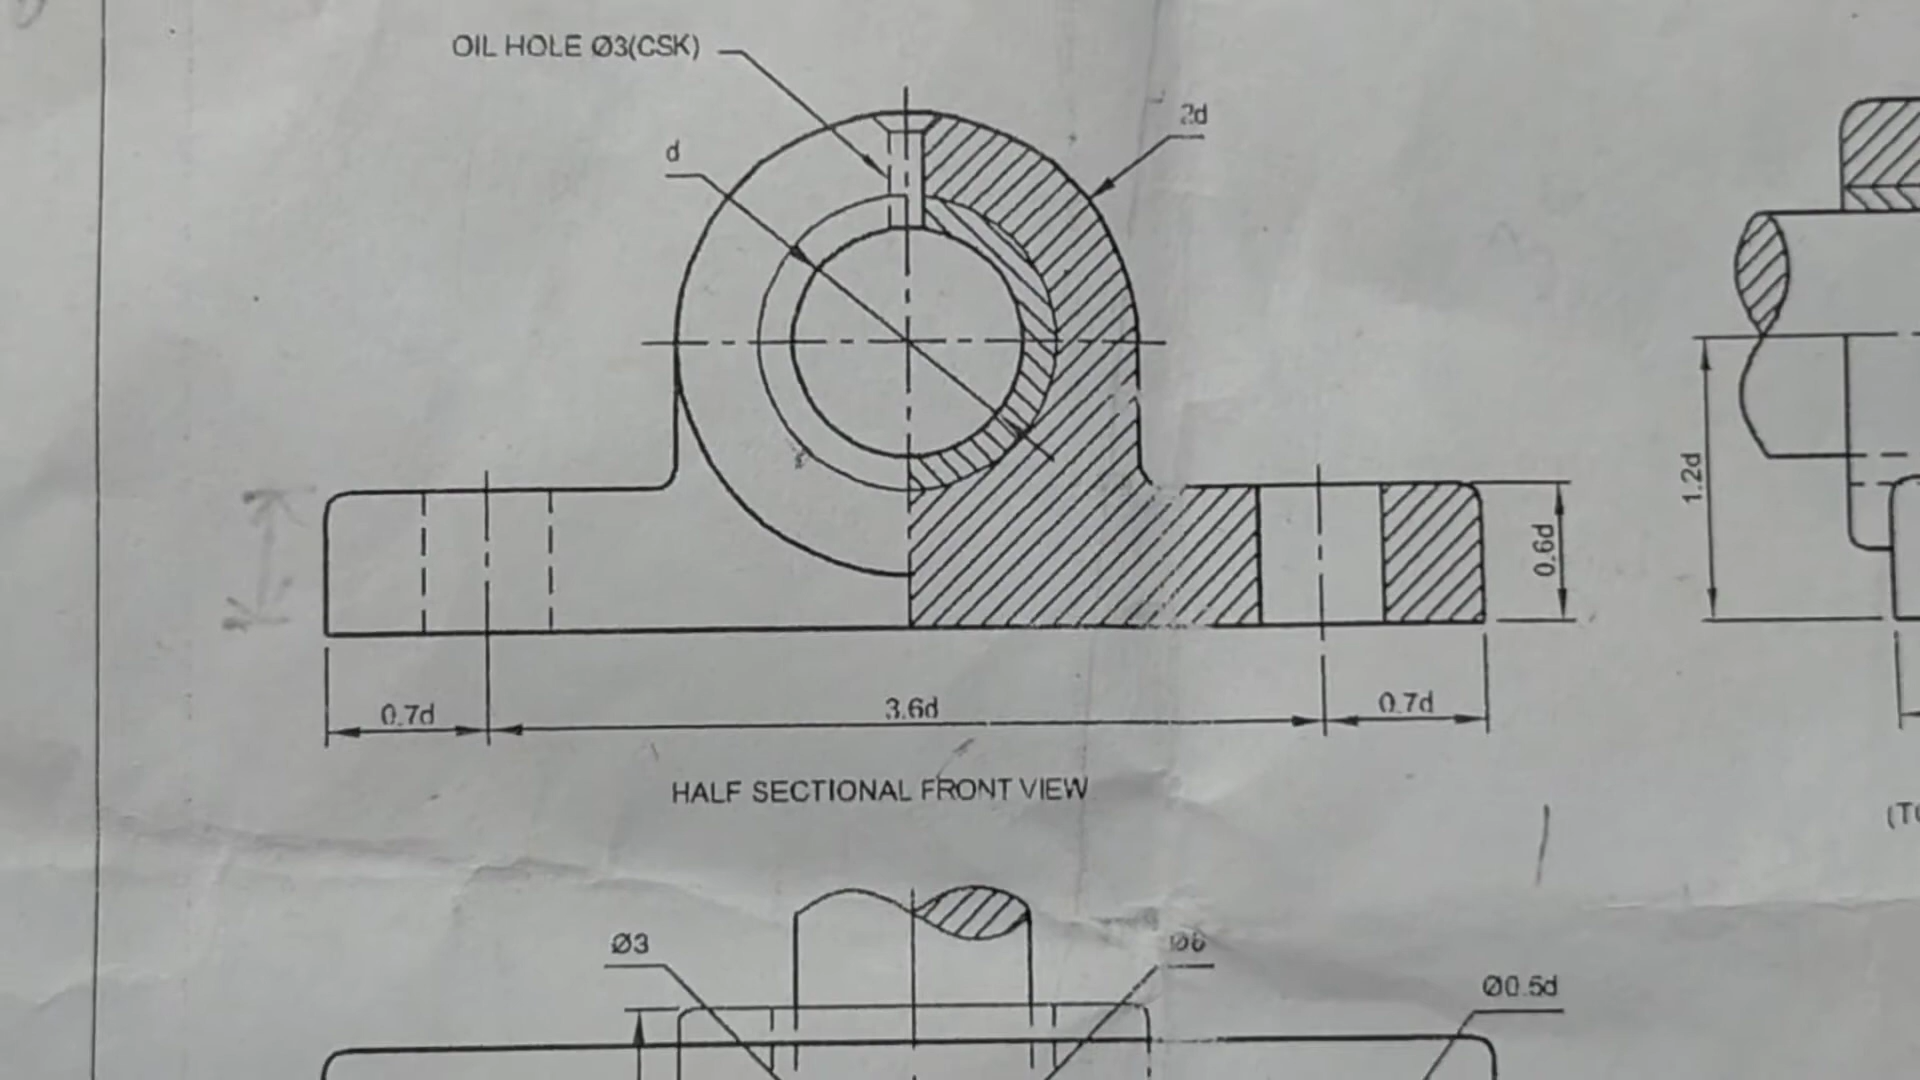 OIL HOLE Ø3(CSK)
2d
d
1.2d
0.6d
0.7d
3.6d
0.7d
HALF SECTIONAL FRONT VIEW
Ø3
Ø6
Ø0.5d